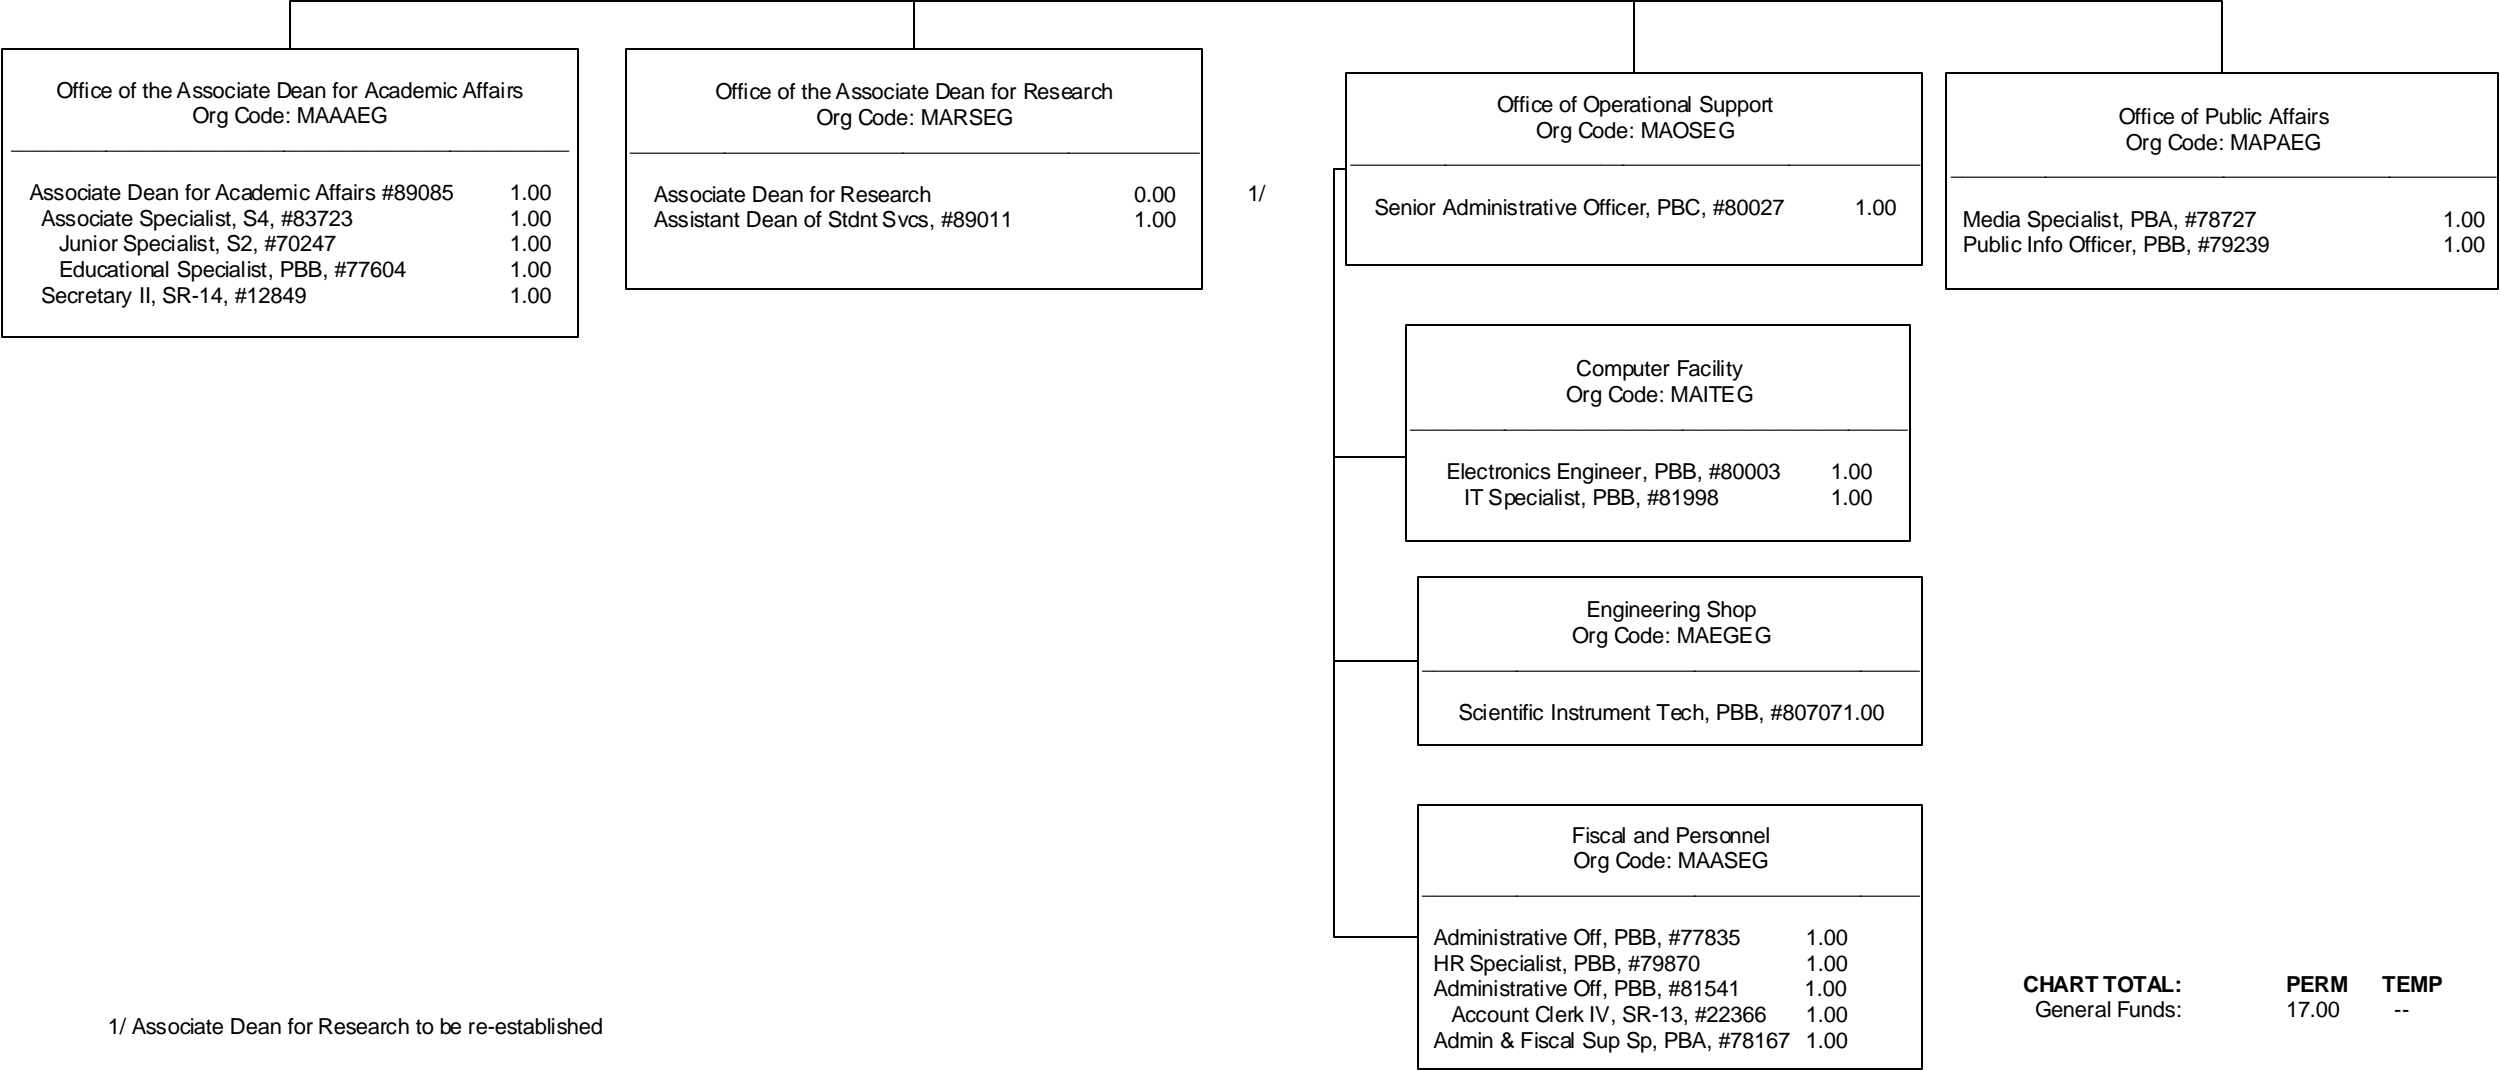 Office of the Associate Dean for Academic Affairs
Org Code: MAAAEG
Associate Dean for Academic Affairs #89085 1.00
Associate Specialist, S4, #83723 1.00
Junior Specialist, S2, #70247 1.00
Educational Specialist, PBB, #77604 1.00
Secretary II, SR-14, #12849 1.00
Office of the Associate Dean for Research
Org Code: MARSEG
Associate Dean for Research 0.00 1/
Assistant Dean of Stdnt Svcs, #89011 1.00
Office of Operational Support
Org Code: MAOSEG
Senior Administrative Officer, PBC, #80027 1.00
Office of Public Affairs
Org Code: MAPAEG
Media Specialist, PBA, #78727 1.00
Public Info Officer, PBB, #79239 1.00
Computer Facility
Org Code: MAITEG
Electronics Engineer, PBB, #80003 1.00
IT Specialist, PBB, #81998 1.00
Engineering Shop
Org Code: MAEGEG
Scientific Instrument Tech, PBB, #807071.00
Fiscal and Personnel
Org Code: MAASEG
Administrative Off, PBB, #77835 1.00
HR Specialist, PBB, #79870 1.00
Administrative Off, PBB, #81541 1.00
Account Clerk IV, SR-13, #22366 1.00
Admin & Fiscal Sup Sp, PBA, #78167 1.00
CHART TOTAL: PERM TEMP
General Funds: 17.00 --
1/ Associate Dean for Research to be re-established